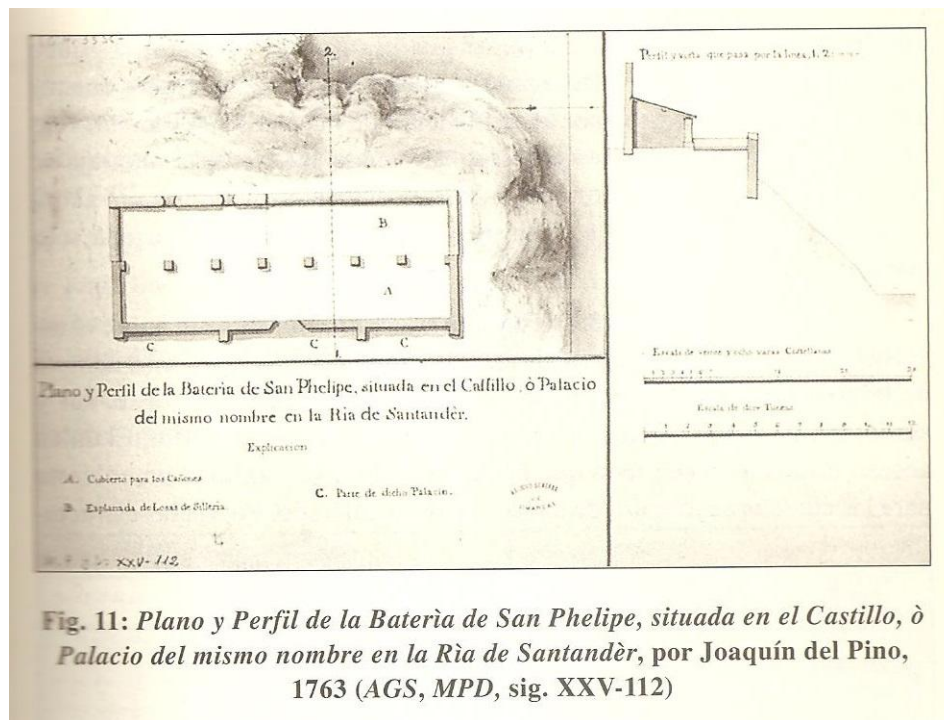 2.
B
A
C C C
1.
Plano y Perfil de la Bateria de San Phelipe, situada en el Castillo, ò Palacio
del mismo nombre en la Ria de Santandèr.
Explicacion
A. Cubierto para los Cañones
B. Explanada de Losas de Silleria
C. Parte de dicho Palacio.
XXV-112
Perfil y vista que pasa por la linea, 1. 2.
Escala de veinte y ocho varas Castellanas
Escala de doze Tuesas
1 2 3 4 5 6 7 8 9 10 11 12
Fig. 11: Plano y Perfil de la Baterìa de San Phelipe, situada en el Castillo, ò
Palacio del mismo nombre en la Rìa de Santandèr, por Joaquín del Pino,
1763 (AGS, MPD, sig. XXV-112)